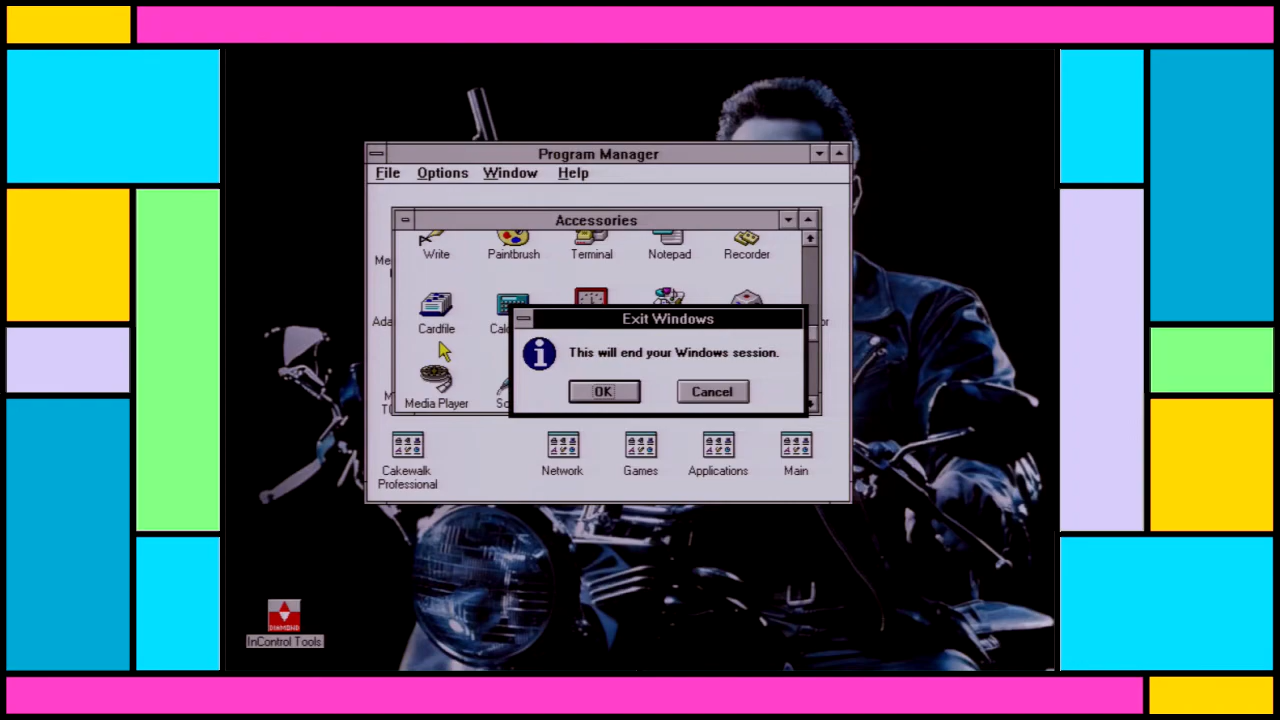 Program Manager
File Options Window Help
Accessories
Write Paintbrush Terminal Notepad Recorder
Cardfile
Exit Windows
This will end your Windows session.
OK Cancel
Media Player
Cakewalk
Professional
Network Games Applications Main
DIAMOND
InControl Tools